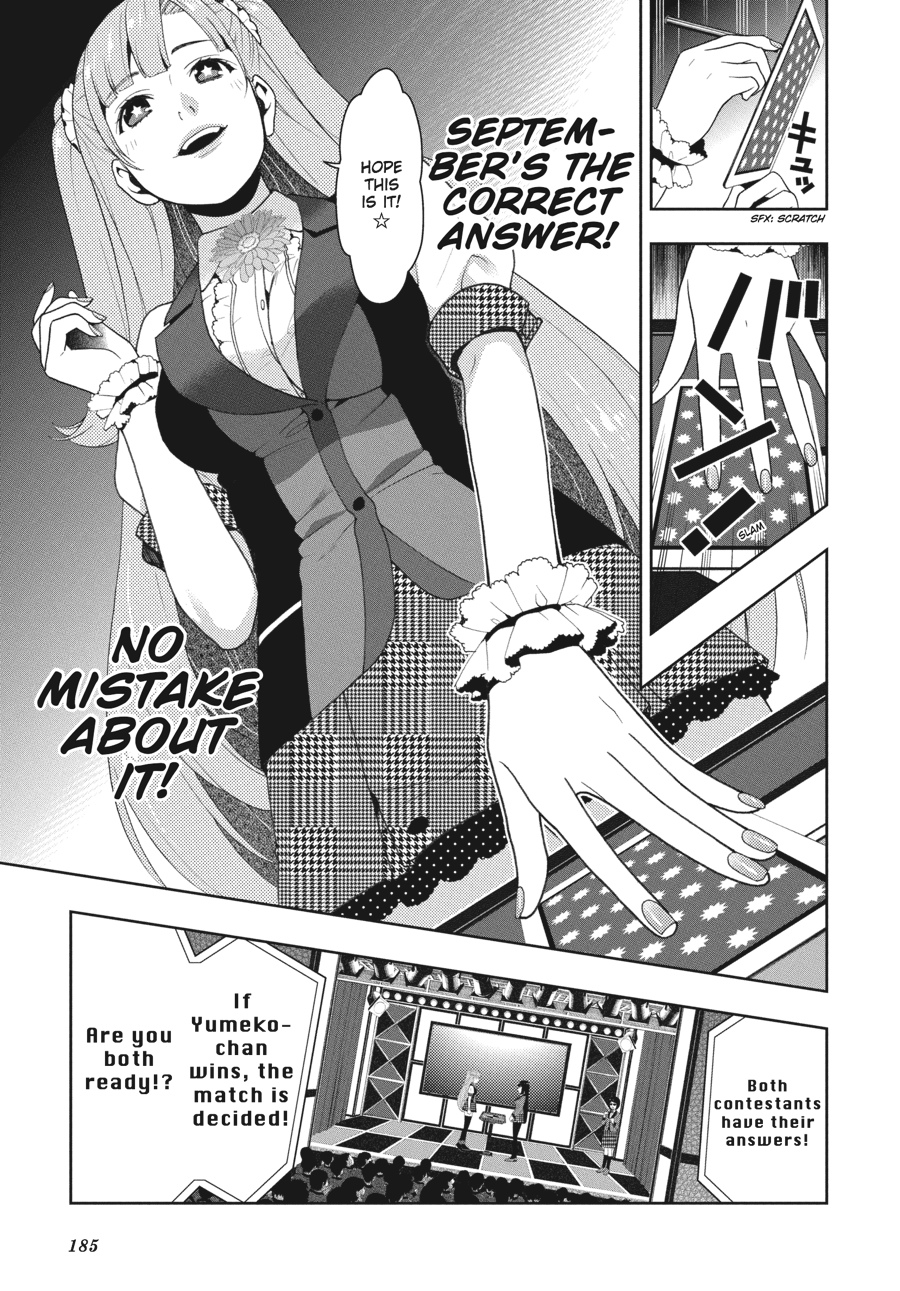 キュッ
SFX: SCRATCH
バン
SLAM
SEPTEM-
BER'S THE
CORRECT
ANSWER!
HOPE
THIS
IS IT!
☆
NO
MISTAKE
ABOUT
IT!
Both
contestants
have their
answers!
If
Yumeko-
chan
wins, the
match is
decided!
Are you
both
ready!?
185